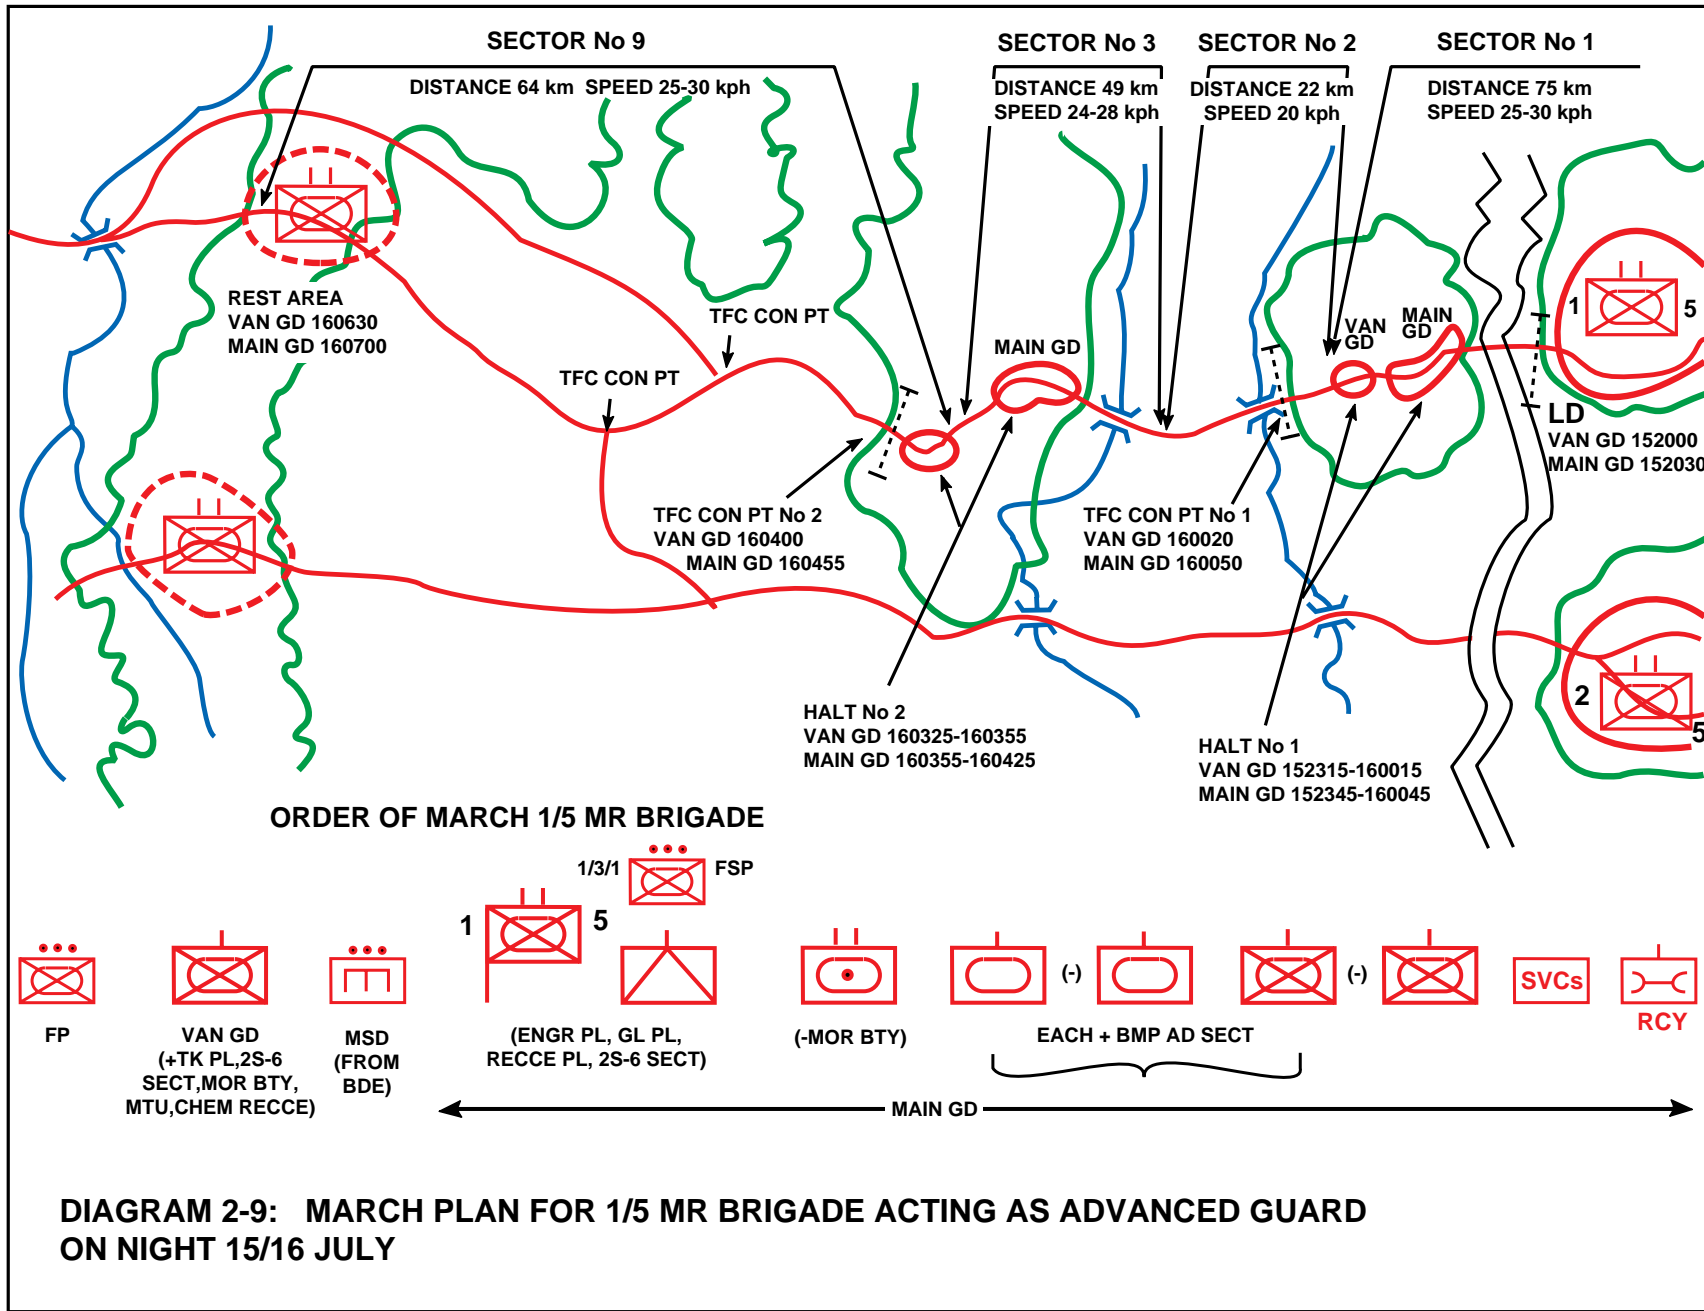 SECTOR No 9
DISTANCE 64 km SPEED 25-30 kph
SECTOR No 3
DISTANCE 49 km
SPEED 24-28 kph
SECTOR No 2
DISTANCE 22 km
SPEED 20 kph
SECTOR No 1
DISTANCE 75 km
SPEED 25-30 kph
REST AREA
VAN GD 160630
MAIN GD 160700
TFC CON PT
TFC CON PT
MAIN GD
VAN
GD
MAIN
GD
1
5
LD
VAN GD 152000
MAIN GD 152030
TFC CON PT No 2
VAN GD 160400
MAIN GD 160455
TFC CON PT No 1
VAN GD 160020
MAIN GD 160050
2
5
HALT No 2
VAN GD 160325-160355
MAIN GD 160355-160425
HALT No 1
VAN GD 152315-160015
MAIN GD 152345-160045
ORDER OF MARCH 1/5 MR BRIGADE
1/3/1
FSP
1
5
(-)
(-)
SVCs
FP
VAN GD
(+TK PL,2S-6
SECT,MOR BTY,
MTU,CHEM RECCE)
MSD
(FROM
BDE)
(ENGR PL, GL PL,
RECCE PL, 2S-6 SECT)
(-MOR BTY)
EACH + BMP AD SECT
RCY
MAIN GD
DIAGRAM 2-9: MARCH PLAN FOR 1/5 MR BRIGADE ACTING AS ADVANCED GUARD
ON NIGHT 15/16 JULY